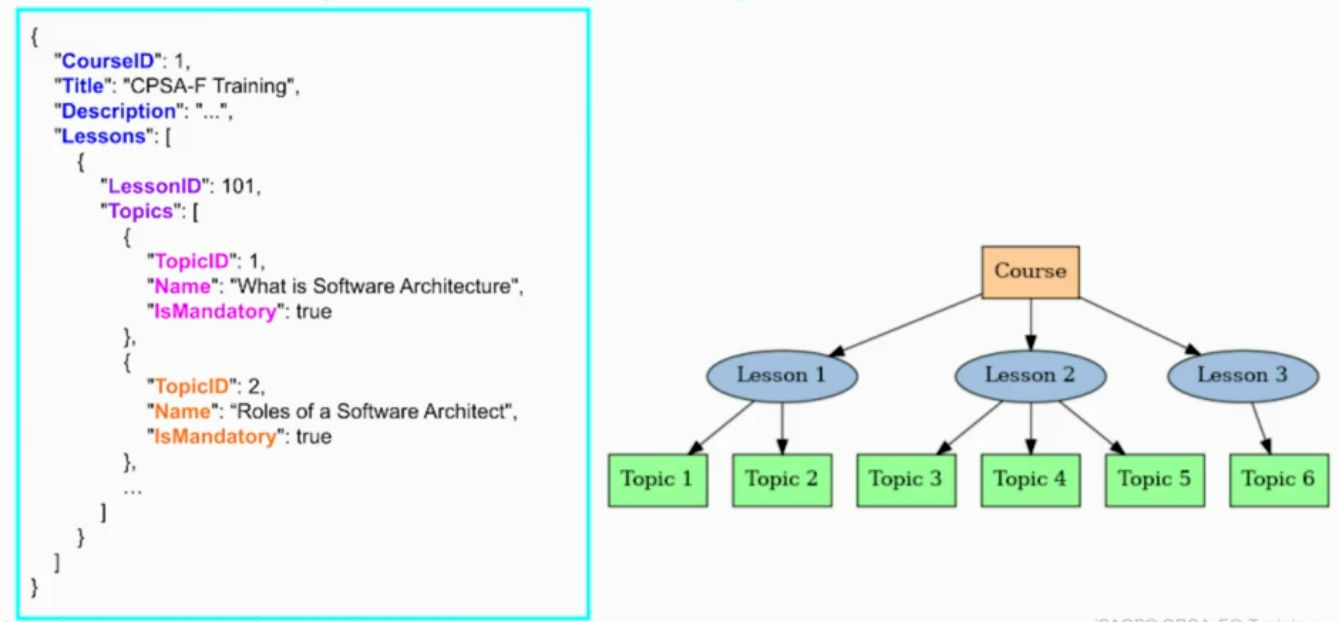 {
"CourseID": 1,
"Title": "CPSA-F Training",
"Description": "...",
"Lessons": [
{
"LessonID": 101,
"Topics": [
{
"TopicID": 1,
"Name": "What is Software Architecture",
"IsMandatory": true
},
{
"TopicID": 2,
"Name": “Roles of a Software Architect",
"IsMandatory": true
},
...
]
}
]
}
Course
Lesson 1
Lesson 2
Lesson 3
Topic 1
Topic 2
Topic 3
Topic 4
Topic 5
Topic 6